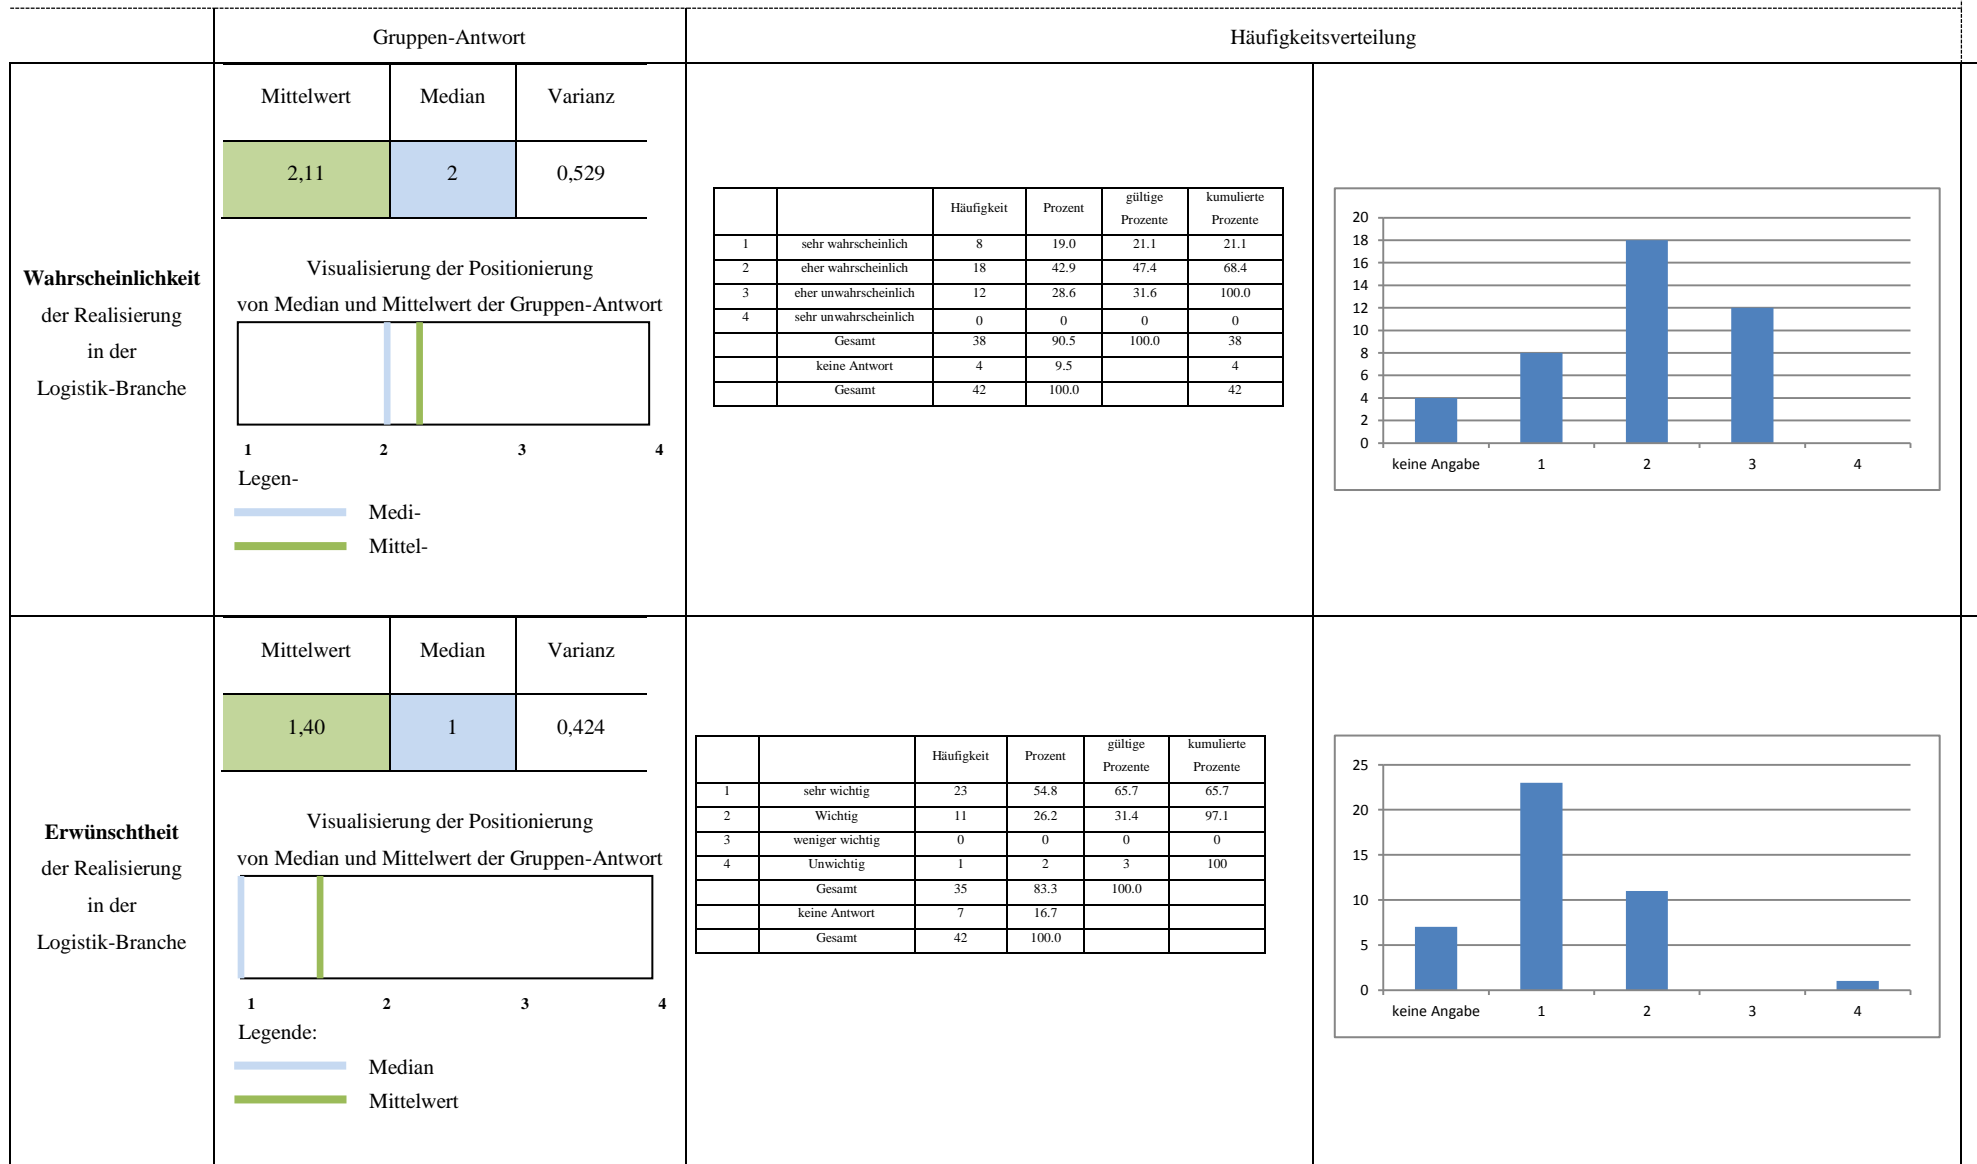 Gruppen-Antwort Häufigkeitsverteilung
Wahrscheinlichkeit
der Realisierung
in der
Logistik-Branche
Mittelwert Median Varianz
2,11 2 0,529
Visualisierung der Positionierung
von Median und Mittelwert der Gruppen-Antwort
1 2 3 4
Legen-
Medi-
Mittel-
Häufigkeit Prozent gültige Prozente kumulierte Prozente
1 sehr wahrscheinlich 8 19.0 21.1 21.1
2 eher wahrscheinlich 18 42.9 47.4 68.4
3 eher unwahrscheinlich 12 28.6 31.6 100.0
4 sehr unwahrscheinlich 0 0 0 0
Gesamt 38 90.5 100.0 38
keine Antwort 4 9.5 4
Gesamt 42 100.0 42
20
18
16
14
12
10
8
6
4
2
0
keine Angabe 1 2 3 4
Erwünschtheit
der Realisierung
in der
Logistik-Branche
Mittelwert Median Varianz
1,40 1 0,424
Visualisierung der Positionierung
von Median und Mittelwert der Gruppen-Antwort
1 2 3 4
Legende:
Median
Mittelwert
Häufigkeit Prozent gültige Prozente kumulierte Prozente
1 sehr wichtig 23 54.8 65.7 65.7
2 Wichtig 11 26.2 31.4 97.1
3 weniger wichtig 0 0 0 0
4 Unwichtig 1 2 3 100
Gesamt 35 83.3 100.0
keine Antwort 7 16.7
Gesamt 42 100.0
25
20
15
10
5
0
keine Angabe 1 2 3 4